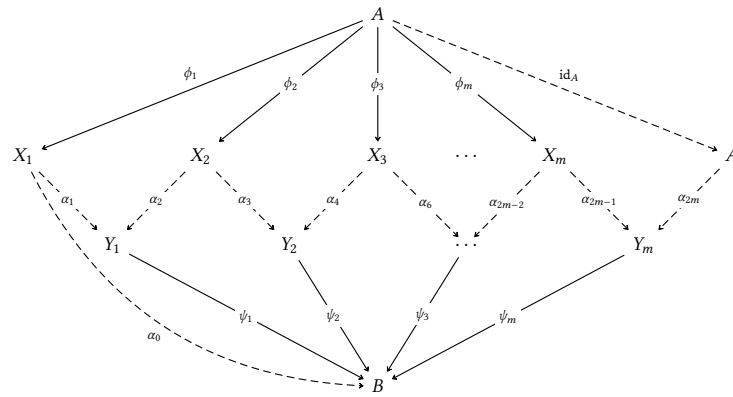 A
ϕ₁ ϕ₂ ϕ₃ ϕₘ id_A
X₁ X₂ X₃ ⋯ Xₘ A
α₁ α₂ α₃ α₄ α₆ α₂ₘ₋₂ α₂ₘ₋₁ α₂ₘ
Y₁ Y₂ ⋯ Yₘ
ψ₁ ψ₂ ψ₃ ψₘ
α₀
B